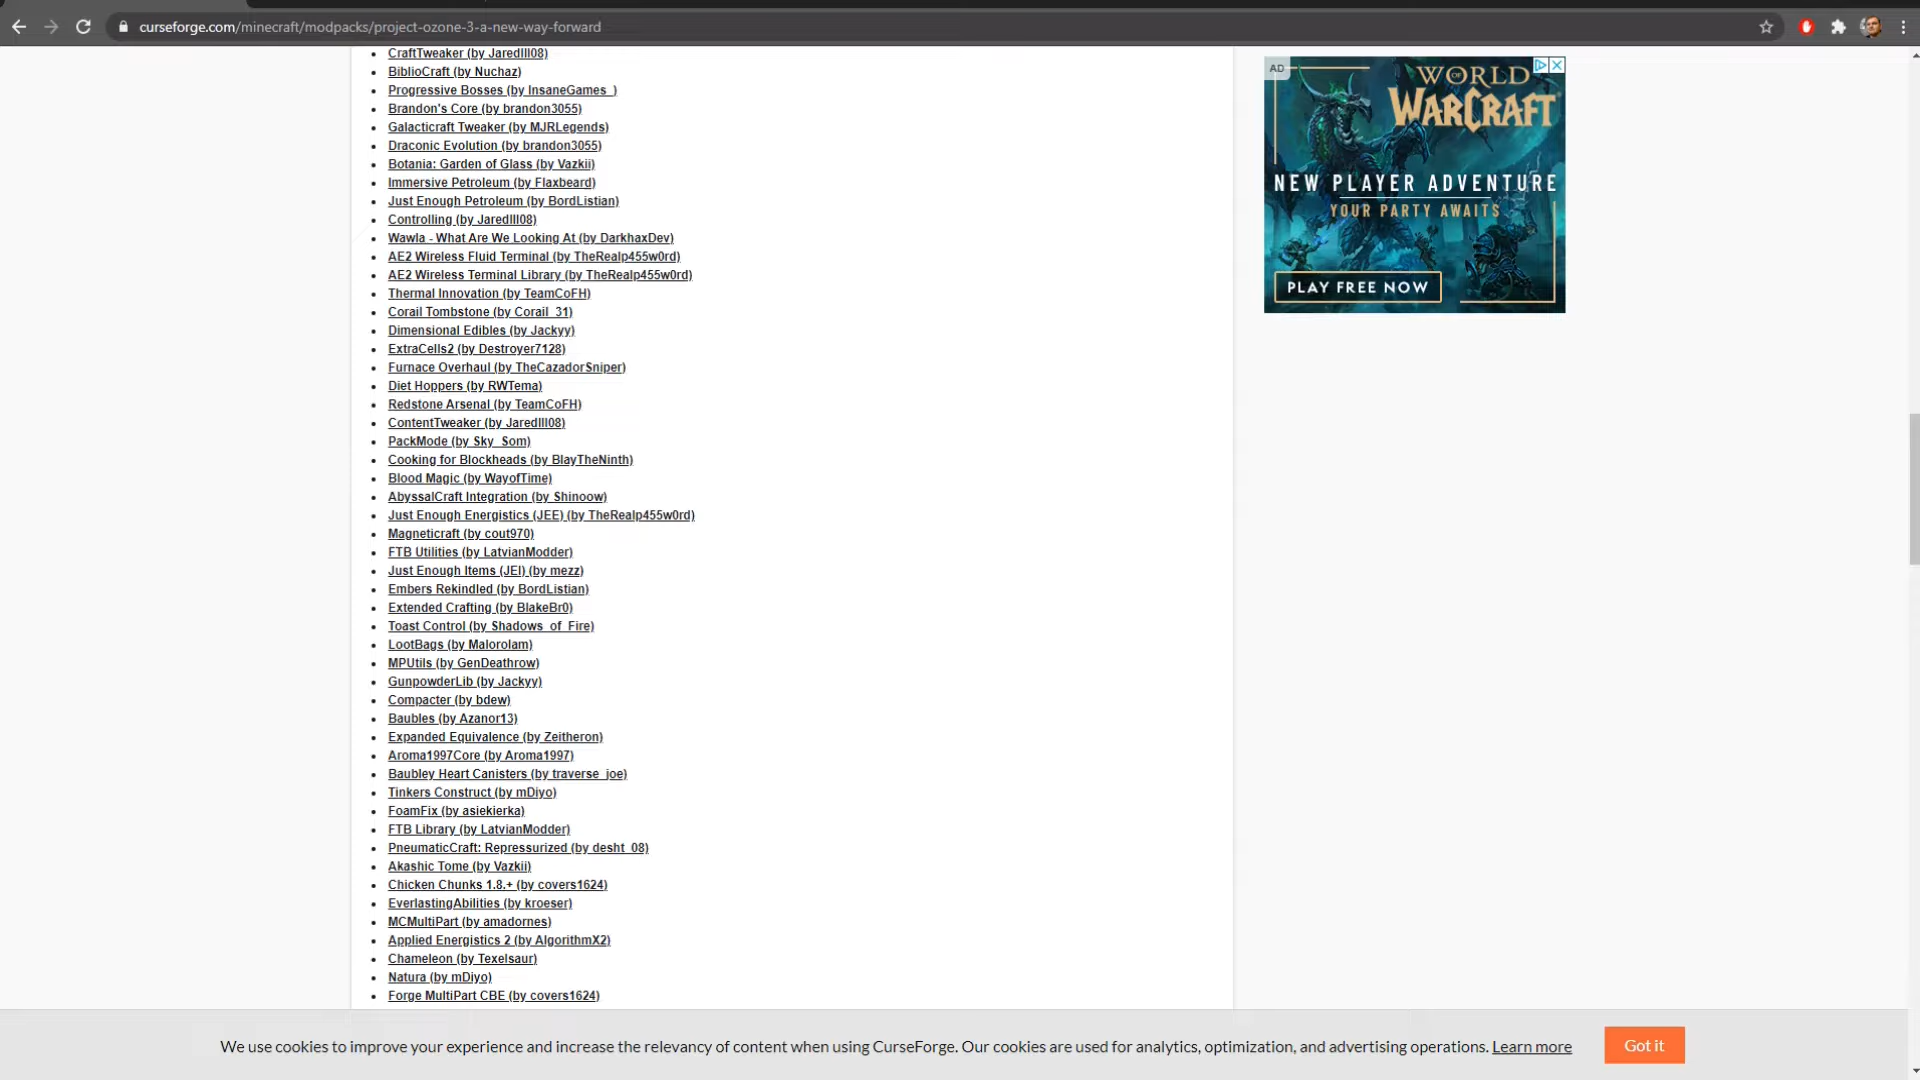 curseforge.com/minecraft/modpacks/project-ozone-3-a-new-way-forward
CraftTweaker (by Jaredlll08)
BiblioCraft (by Nuchaz)
Progressive Bosses (by InsaneGames_)
Brandon's Core (by brandon3055)
Galacticraft Tweaker (by MJRLegends)
Draconic Evolution (by brandon3055)
Botania: Garden of Glass (by Vazkii)
Immersive Petroleum (by Flaxbeard)
Just Enough Petroleum (by BordListian)
Controlling (by Jaredlll08)
Wawla - What Are We Looking At (by DarkhaxDev)
AE2 Wireless Fluid Terminal (by TheRealp455w0rd)
AE2 Wireless Terminal Library (by TheRealp455w0rd)
Thermal Innovation (by TeamCoFH)
Corail Tombstone (by Corail_31)
Dimensional Edibles (by Jackyy)
ExtraCells2 (by Destroyer7128)
Furnace Overhaul (by TheCazadorSniper)
Diet Hoppers (by RWTema)
Redstone Arsenal (by TeamCoFH)
ContentTweaker (by Jaredlll08)
PackMode (by Sky_Som)
Cooking for Blockheads (by BlayTheNinth)
Blood Magic (by WayofTime)
AbyssalCraft Integration (by Shinoow)
Just Enough Energistics (JEE) (by TheRealp455w0rd)
Magneticraft (by cout970)
FTB Utilities (by LatvianModder)
Just Enough Items (JEI) (by mezz)
Embers Rekindled (by BordListian)
Extended Crafting (by BlakeBr0)
Toast Control (by Shadows_of_Fire)
LootBags (by Malorolam)
MPUtils (by GenDeathrow)
GunpowderLib (by Jackyy)
Compacter (by bdew)
Baubles (by Azanor13)
Expanded Equivalence (by Zeitheron)
Aroma1997Core (by Aroma1997)
Baubley Heart Canisters (by traverse_joe)
Tinkers Construct (by mDiyo)
FoamFix (by asiekierka)
FTB Library (by LatvianModder)
PneumaticCraft: Repressurized (by desht_08)
Akashic Tome (by Vazkii)
Chicken Chunks 1.8.+ (by covers1624)
EverlastingAbilities (by kroeser)
MCMultiPart (by amadornes)
Applied Energistics 2 (by AlgorithmX2)
Chameleon (by Texelsaur)
Natura (by mDiyo)
Forge MultiPart CBE (by covers1624)
AD
WORLD
OF
WARCRAFT
NEW PLAYER ADVENTURE
YOUR PARTY AWAITS
PLAY FREE NOW
We use cookies to improve your experience and increase the relevancy of content when using CurseForge. Our cookies are used for analytics, optimization, and advertising operations. Learn more
Got it